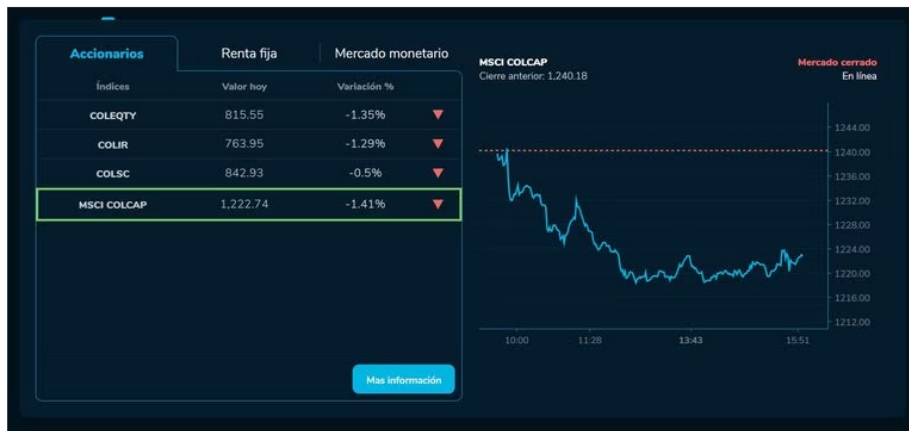 Accionarios Renta fija Mercado monetario
Índices Valor hoy Variación %
COLEQTY 815.55 -1.35%
COLIR 763.95 -1.29%
COLSC 842.93 -0.5%
MSCI COLCAP 1,222.74 -1.41%
Mas información
MSCI COLCAP Mercado cerrado
Cierre anterior: 1,240.18 En línea
1244.00
1240.00
1236.00
1232.00
1228.00
1224.00
1220.00
1216.00
1212.00
10:00 11:28 13:43 15:51